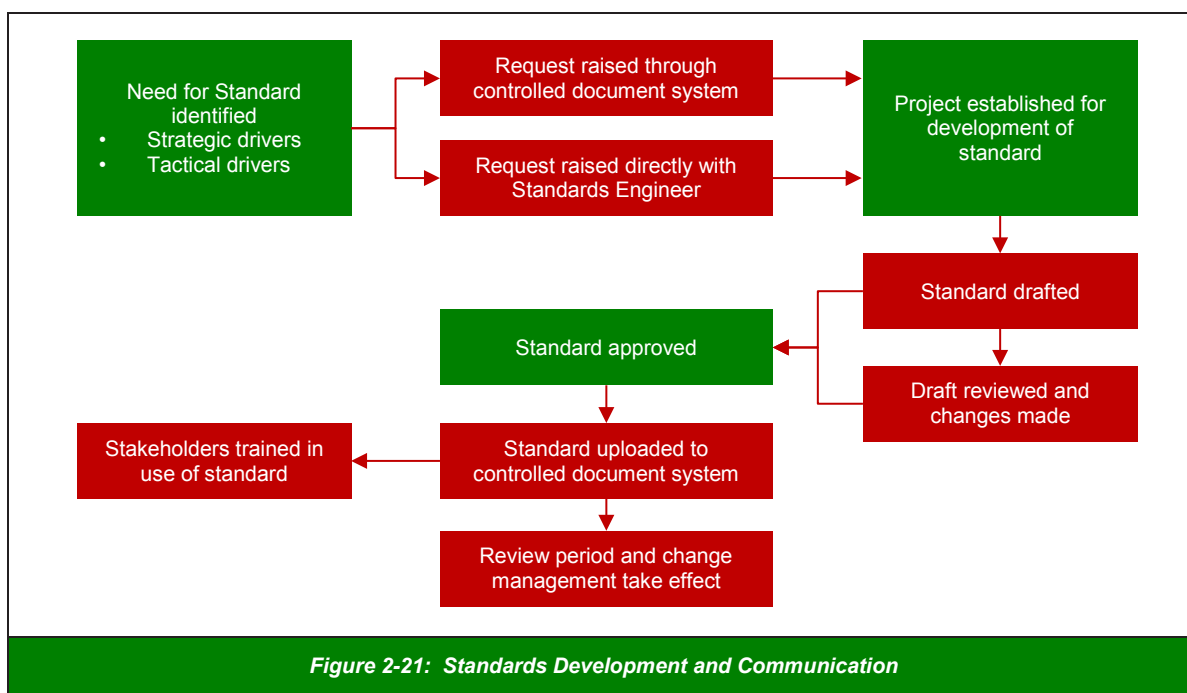 Need for Standard
identified
• Strategic drivers
• Tactical drivers
Request raised through
controlled document system
Request raised directly with
Standards Engineer
Project established for
development of
standard
Standard drafted
Draft reviewed and
changes made
Standard approved
Standard uploaded to
controlled document system
Stakeholders trained in
use of standard
Review period and change
management take effect
Figure 2-21: Standards Development and Communication